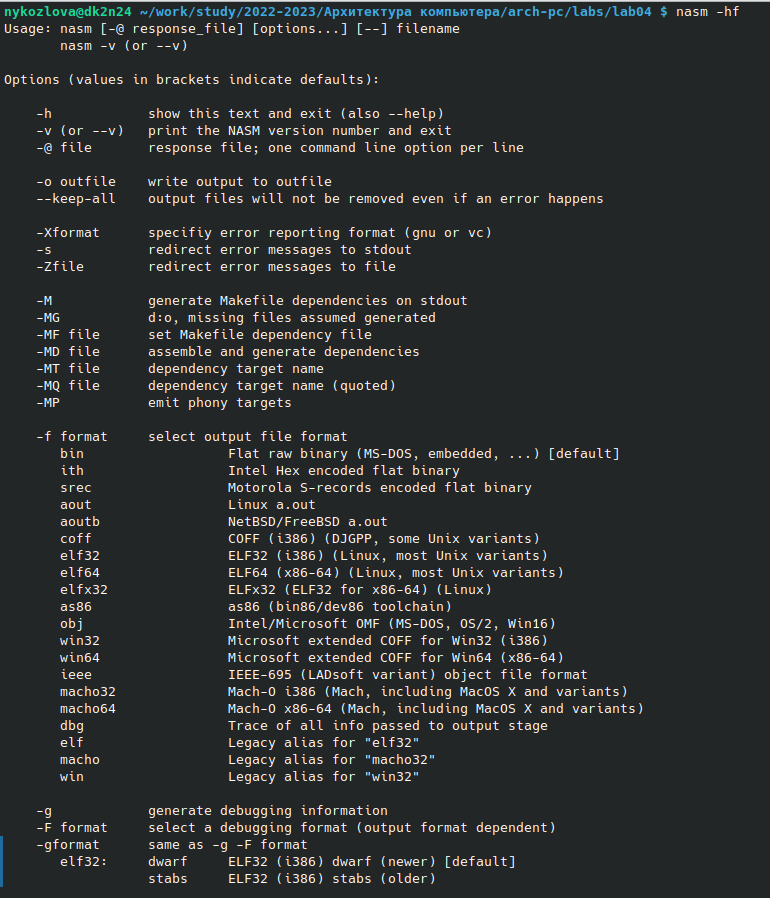 nykozlova@dk2n24 ~/work/study/2022-2023/Архитектура компьютера/arch-pc/labs/lab04 $ nasm -hf
Usage: nasm [-@ response_file] [options...] [--] filename
       nasm -v (or --v)

Options (values in brackets indicate defaults):

    -h            show this text and exit (also --help)
    -v (or --v)   print the NASM version number and exit
    -@ file       response file; one command line option per line

    -o outfile    write output to outfile
    --keep-all    output files will not be removed even if an error happens

    -Xformat      specifiy error reporting format (gnu or vc)
    -s            redirect error messages to stdout
    -Zfile        redirect error messages to file

    -M            generate Makefile dependencies on stdout
    -MG           d:o, missing files assumed generated
    -MF file      set Makefile dependency file
    -MD file      assemble and generate dependencies
    -MT file      dependency target name
    -MQ file      dependency target name (quoted)
    -MP           emit phony targets

    -f format     select output file format
       bin                  Flat raw binary (MS-DOS, embedded, ...) [default]
       ith                  Intel Hex encoded flat binary
       srec                 Motorola S-records encoded flat binary
       aout                 Linux a.out
       aoutb                NetBSD/FreeBSD a.out
       coff                 COFF (i386) (DJGPP, some Unix variants)
       elf32                ELF32 (i386) (Linux, most Unix variants)
       elf64                ELF64 (x86-64) (Linux, most Unix variants)
       elfx32               ELFx32 (ELF32 for x86-64) (Linux)
       as86                 as86 (bin86/dev86 toolchain)
       obj                  Intel/Microsoft OMF (MS-DOS, OS/2, Win16)
       win32                Microsoft extended COFF for Win32 (i386)
       win64                Microsoft extended COFF for Win64 (x86-64)
       ieee                 IEEE-695 (LADsoft variant) object file format
       macho32              Mach-O i386 (Mach, including MacOS X and variants)
       macho64              Mach-O x86-64 (Mach, including MacOS X and variants)
       dbg                  Trace of all info passed to output stage
       elf                  Legacy alias for "elf32"
       macho                Legacy alias for "macho32"
       win                  Legacy alias for "win32"

    -g            generate debugging information
    -F format     select a debugging format (output format dependent)
    -gformat      same as -g -F format
       elf32:     dwarf     ELF32 (i386) dwarf (newer) [default]
                  stabs     ELF32 (i386) stabs (older)